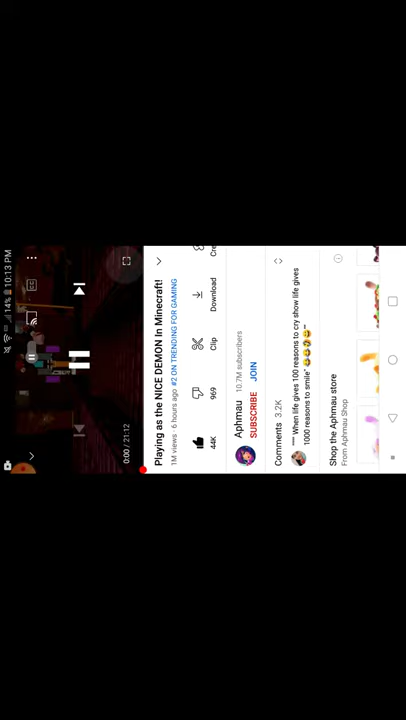 14% 10:13 PM
CC
0:00 / 21:12
Playing as the NICE DEMON In Minecraft!
1M views · 6 hours ago #2 ON TRENDING FOR GAMING
44K
969
Clip
Download
Aphmau 10.7M subscribers
SUBSCRIBE JOIN
Comments 3.2K
When life gives 100 reasons to cry show life gives
1000 reasons to smile"
Shop the Aphmau store
From Aphmau Shop